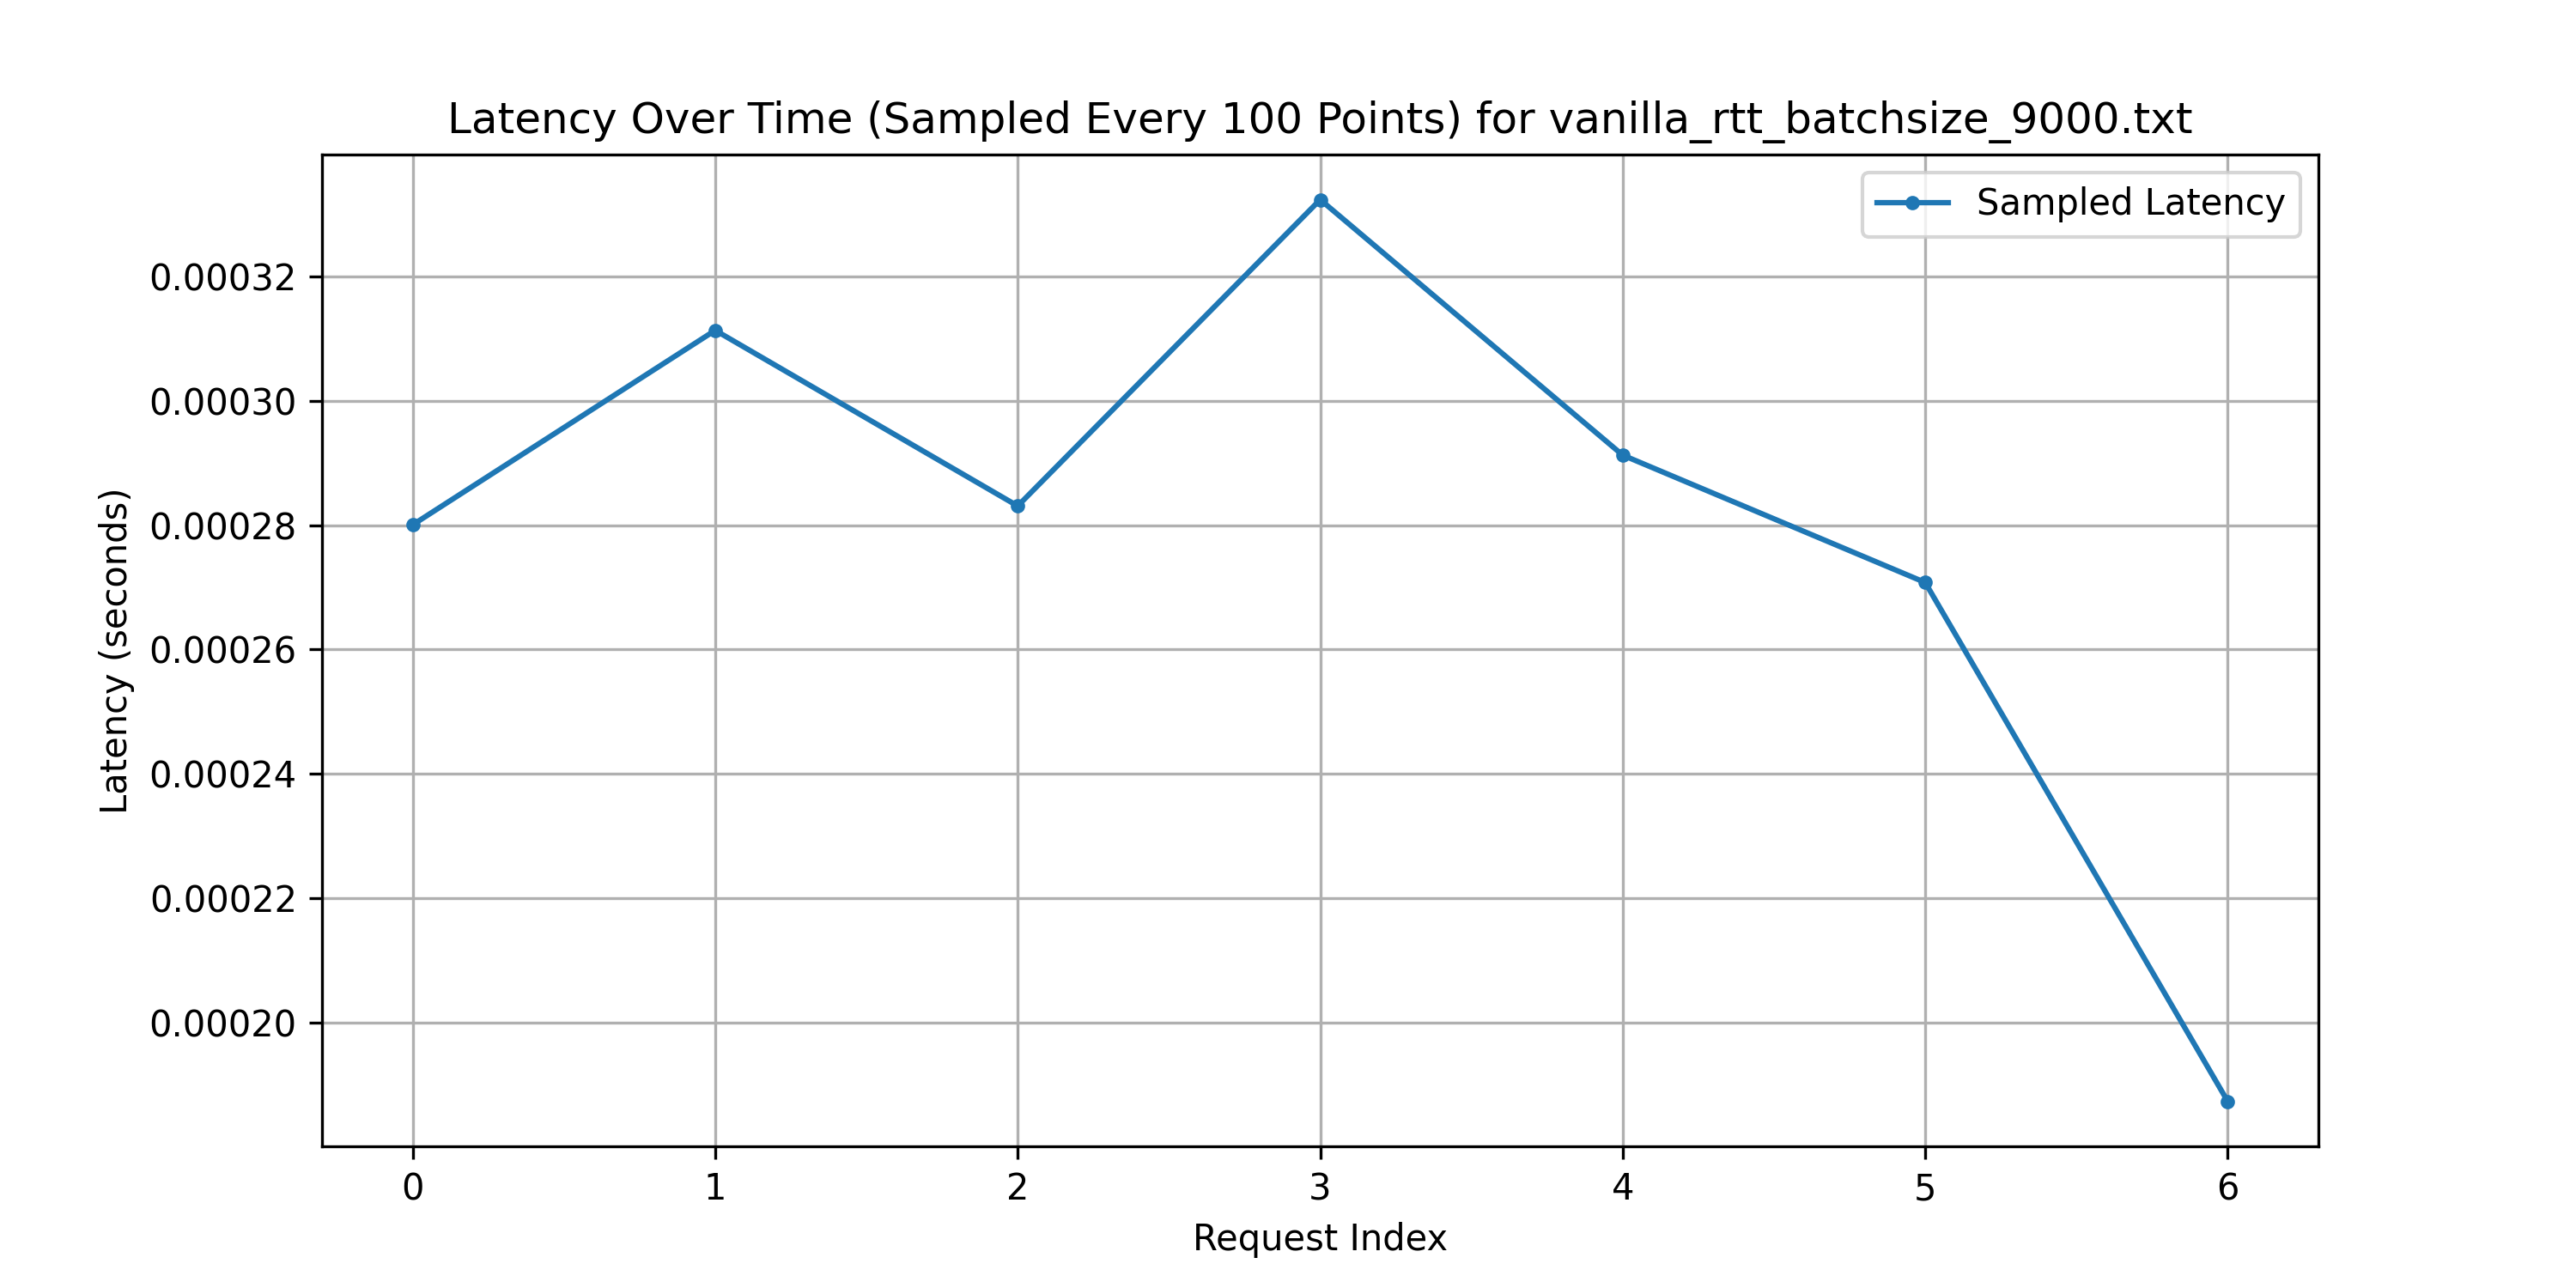 Latency Over Time (Sampled Every 100 Points) for vanilla_rtt_batchsize_9000.txt
Sampled Latency
0.00032
0.00030
0.00028
0.00026
0.00024
0.00022
0.00020
Latency (seconds)
0 1 2 3 4 5 6
Request Index